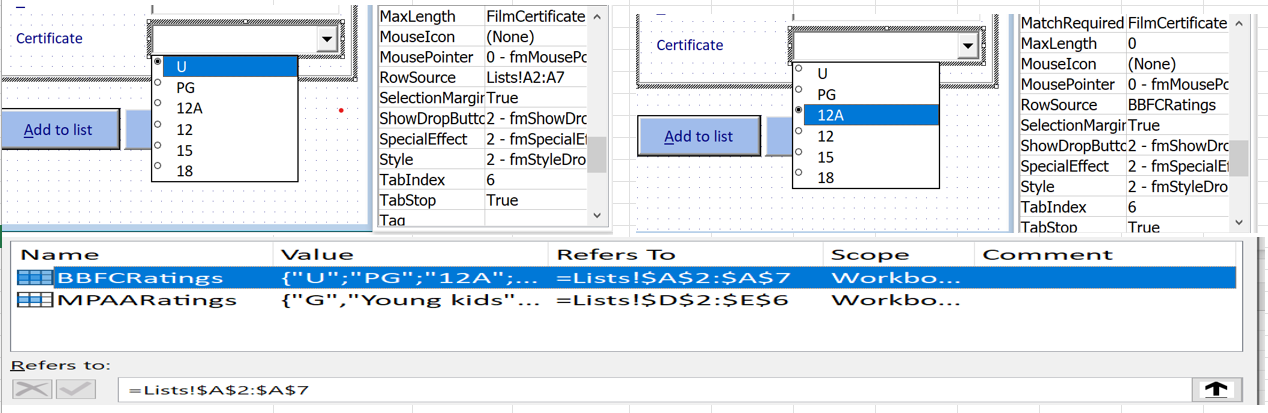 Certificate
U
PG
12A
12
15
18
Add to list
MaxLength FilmCertificate
MouseIcon (None)
MousePointer 0 - fmMousePo
RowSource Lists!A2:A7
SelectionMargin True
ShowDropButto 2 - fmShowDro
SpecialEffect 2 - fmSpecialEf
Style 2 - fmStyleDro
TabIndex 6
TabStop True
Tag
Certificate
U
PG
12A
12
15
18
Add to list
MatchRequired FilmCertificate
MaxLength 0
MouseIcon (None)
MousePointer 0 - fmMousePo
RowSource BBFCRatings
SelectionMargin True
ShowDropButto 2 - fmShowDro
SpecialEffect 2 - fmSpecialEf
Style 2 - fmStyleDro
TabIndex 6
TabStop True
Name Value Refers To Scope Comment
BBFCRatings {"U";"PG";"12A";... =Lists!$A$2:$A$7 Workbo...
MPAARatings {"G","Young kids"... =Lists!$D$2:$E$6 Workbo...
Refers to:
=Lists!$A$2:$A$7